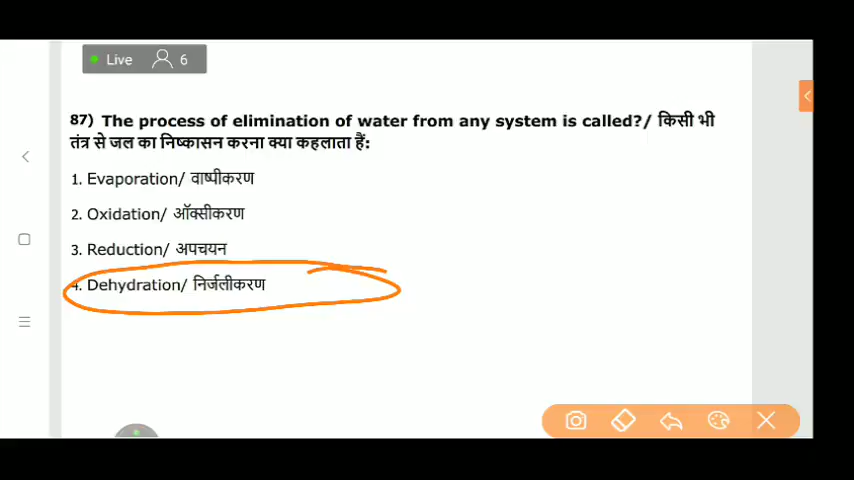 Live 6
87) The process of elimination of water from any system is called?/ किसी भी
तंत्र से जल का निष्कासन करना क्या कहलाता हैं:
1. Evaporation/ वाष्पीकरण
2. Oxidation/ ऑक्सीकरण
3. Reduction/ अपचयन
4. Dehydration/ निर्जलीकरण